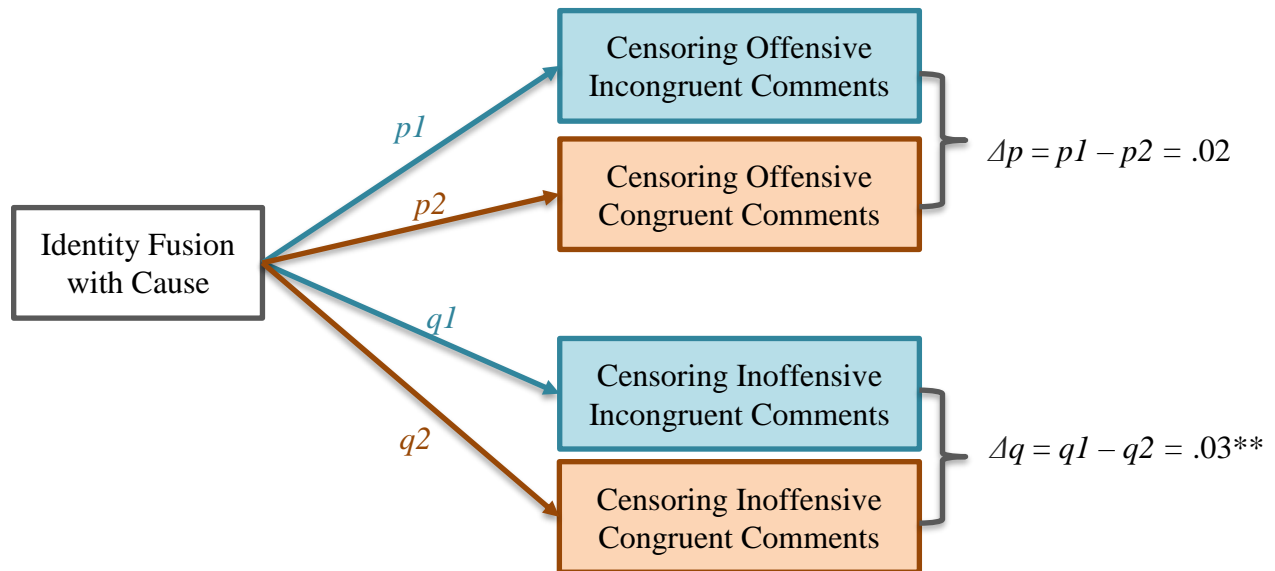 Censoring Offensive
Incongruent Comments
p1
Δp = p1 – p2 = .02
Censoring Offensive
Congruent Comments
p2
Identity Fusion
with Cause
q1
Censoring Inoffensive
Incongruent Comments
q2
Δq = q1 – q2 = .03**
Censoring Inoffensive
Congruent Comments